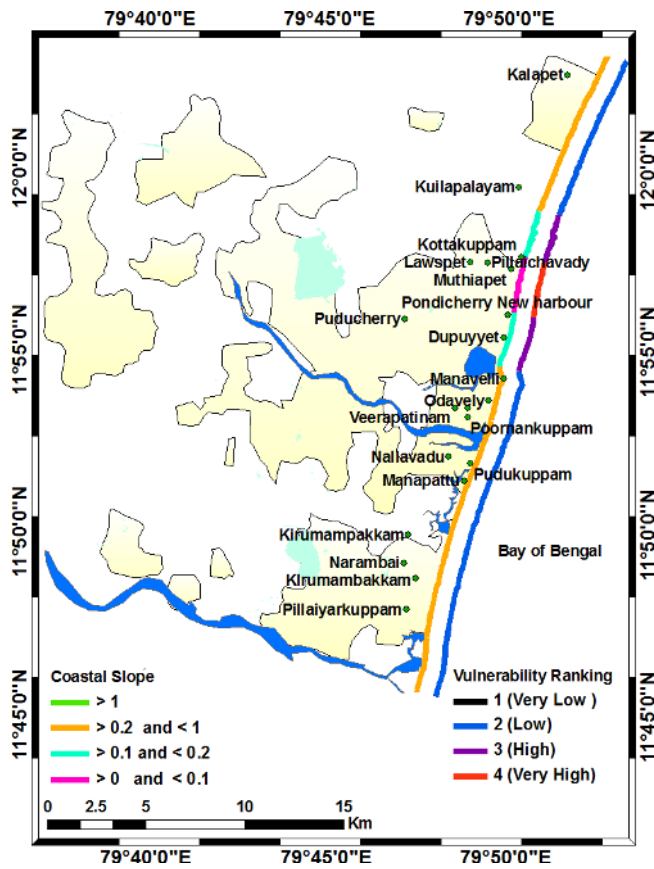 79°40'0"E 79°45'0"E 79°50'0"E
Kalapet
12°0'0"N 12°0'0"N
Kuilapalayam
Kottakuppam
Lawspet Pillaichavady
Muthiapet
Pondicherry New harbour
Puducherry
Dupuyyet
11°55'0"N 11°55'0"N
Manavelli
Odavely
Veerapatinam
Poornankuppam
Nallavadu
Pudukuppam
Manapattu
11°50'0"N 11°50'0"N
Kirumampakkam
Bay of Bengal
Narambai
KIrumambakkam
Pillaiyarkuppam
11°45'0"N 11°45'0"N
Coastal Slope
> 1
> 0.2 and < 1
> 0.1 and < 0.2
> 0 and < 0.1
Vulnerability Ranking
1 (Very Low )
2 (Low)
3 (High)
4 (Very High)
0 2.5 5 10 15
Km
79°40'0"E 79°45'0"E 79°50'0"E